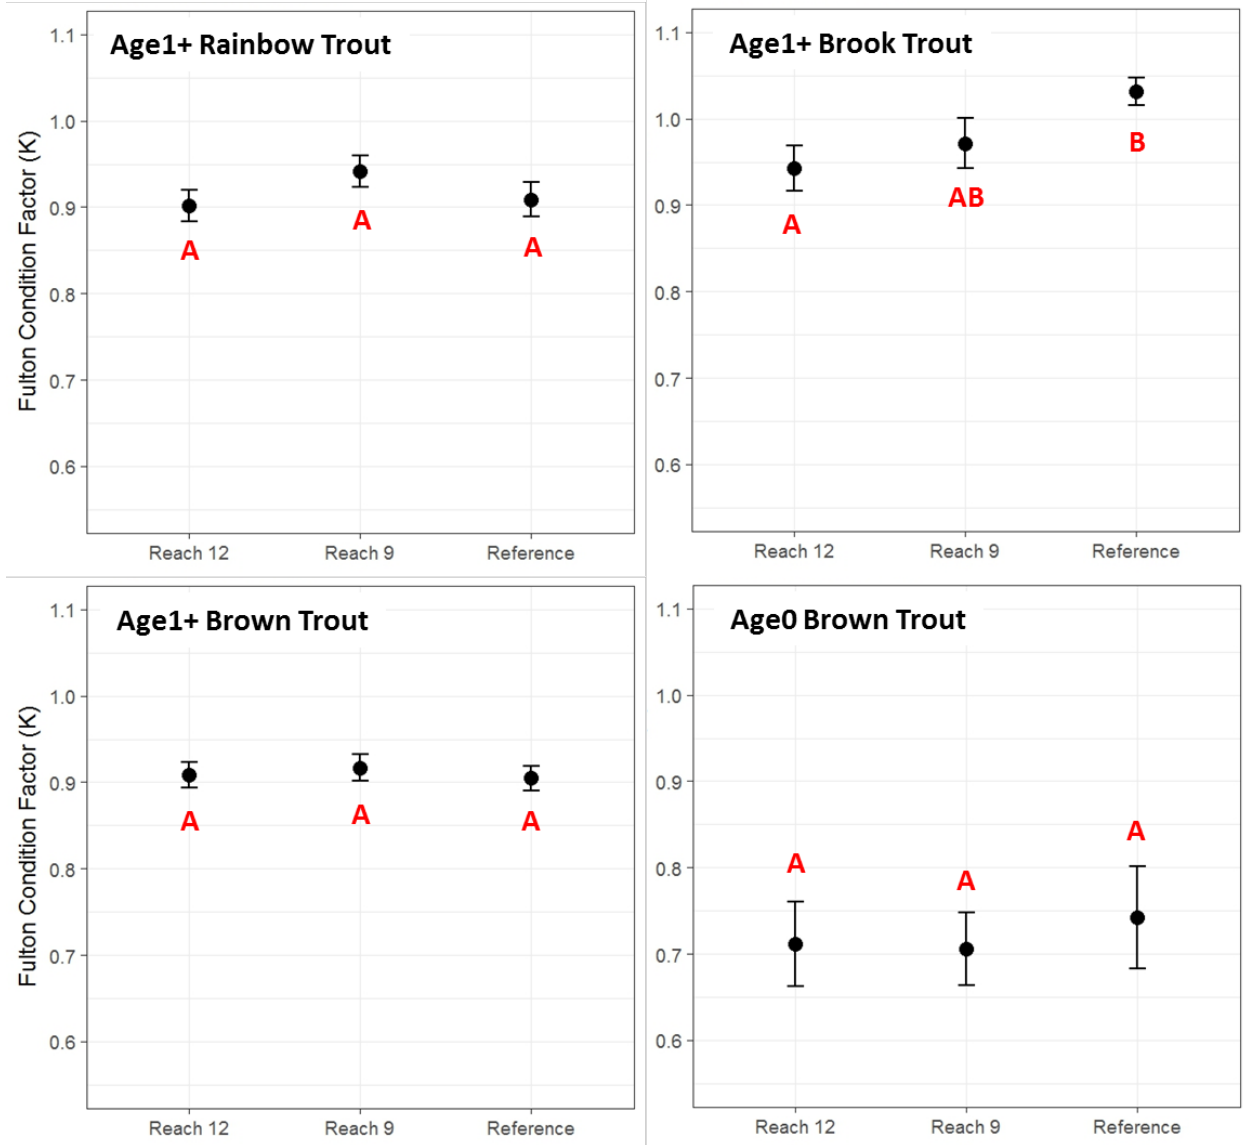 Age1+ Rainbow Trout
Fulton Condition Factor (K)
1.1
1.0
0.9
0.8
0.7
0.6
A
A
A
Reach 12
Reach 9
Reference
Age1+ Brook Trout
1.1
1.0
0.9
0.8
0.7
0.6
A
AB
B
Reach 12
Reach 9
Reference
Age1+ Brown Trout
Fulton Condition Factor (K)
1.1
1.0
0.9
0.8
0.7
0.6
A
A
A
Reach 12
Reach 9
Reference
Age0 Brown Trout
1.1
1.0
0.9
0.8
0.7
0.6
A
A
A
Reach 12
Reach 9
Reference